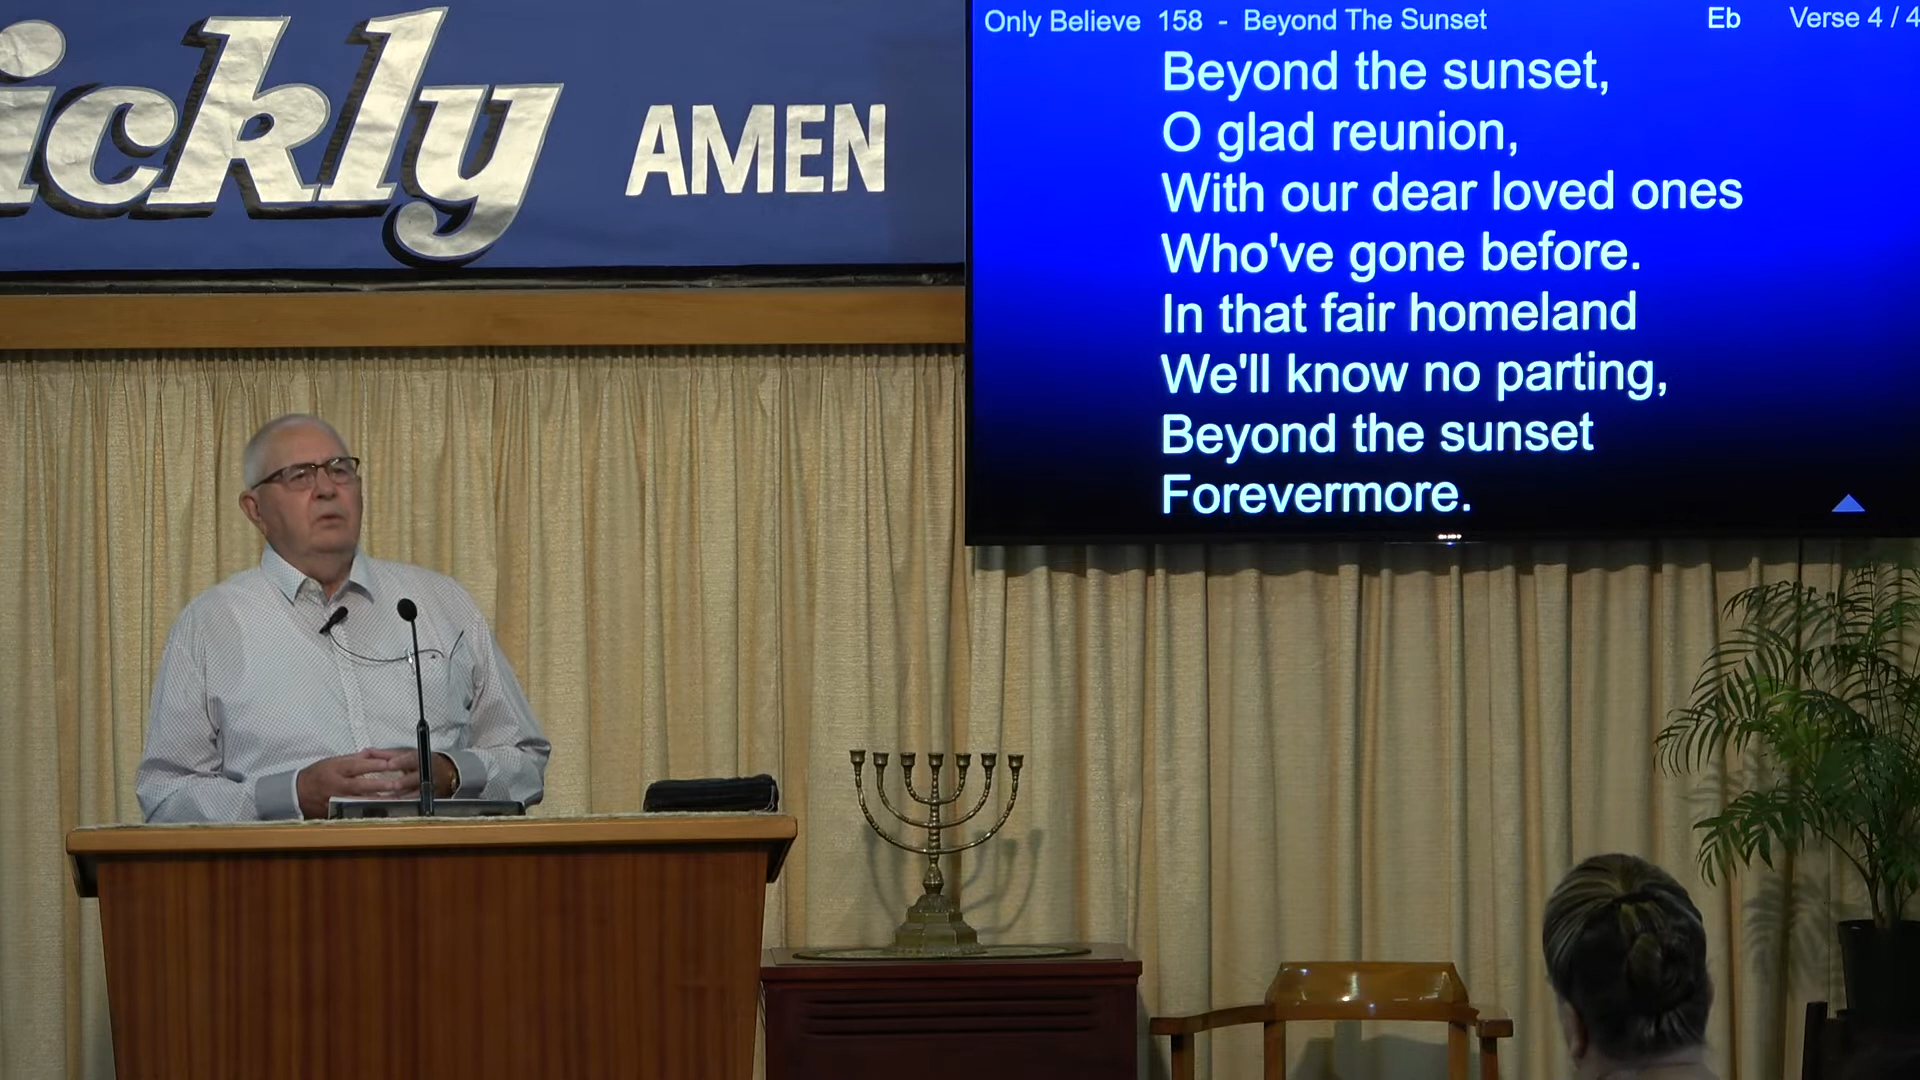 ickly AMEN
Only Believe 158 - Beyond The Sunset Eb Verse 4 / 4
Beyond the sunset,
O glad reunion,
With our dear loved ones
Who've gone before.
In that fair homeland
We'll know no parting,
Beyond the sunset
Forevermore.